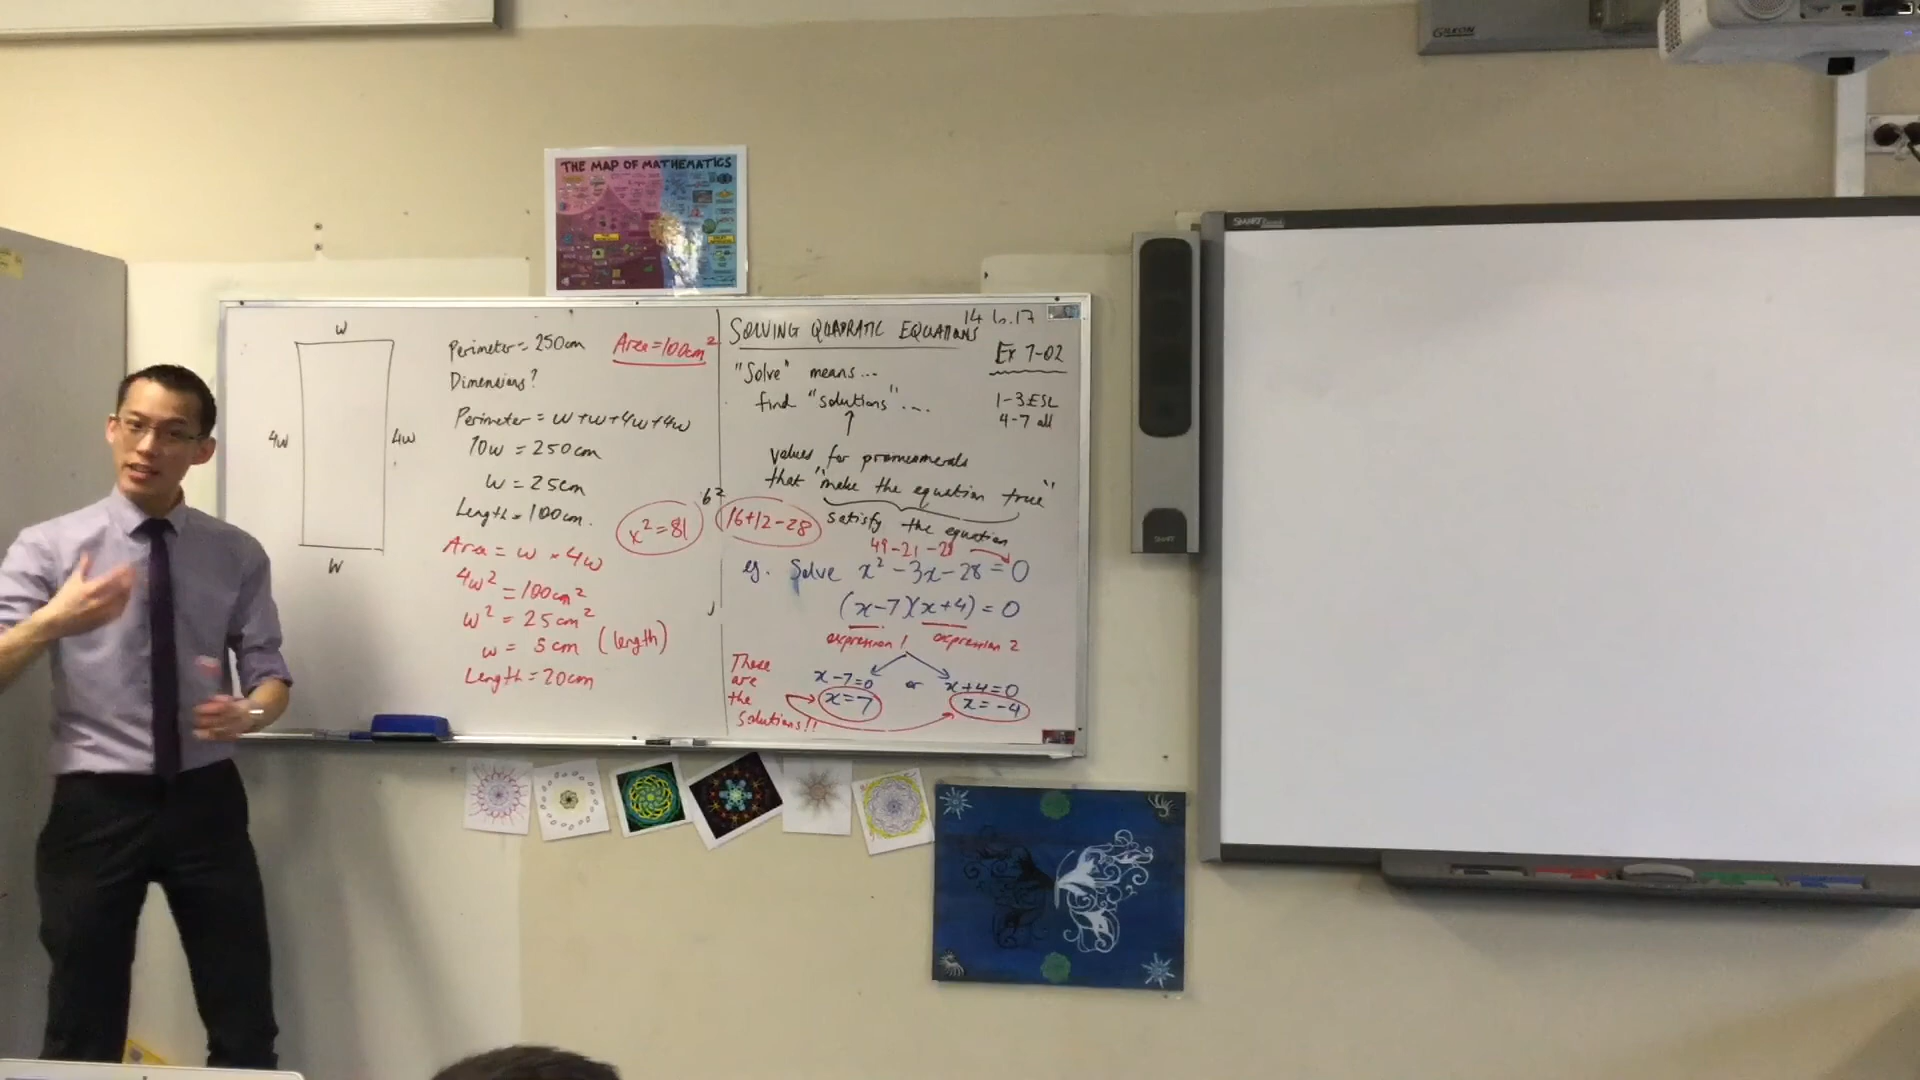 GILKON
THE MAP OF MATHEMATICS
SMART Board
SMART
w
4w
4w
w
Perimeter = 250cm
Area = 100cm²
Dimensions?
Perimeter = w+w+4w+4w
10w = 250cm
w = 25cm
Length = 100cm.
Area = w × 4w
4w² = 100cm²
w² = 25cm²
w = 5cm (length)
Length = 20cm
x² = 81
6²
16+12-28
14.6.17
SOLVING QUADRATIC EQUATIONS
Ex 7-02
1-3 ESL
4-7 all
"Solve" means...
find "solutions"....
values for pronumerals
that "make the equation true"
satisfy the equation
49-21-28
eg. Solve x² - 3x - 28 = 0
(x-7)(x+4) = 0
expression 1 expression 2
x-7=0 or x+4=0
x=7 x=-4
These
are
the
solutions!!